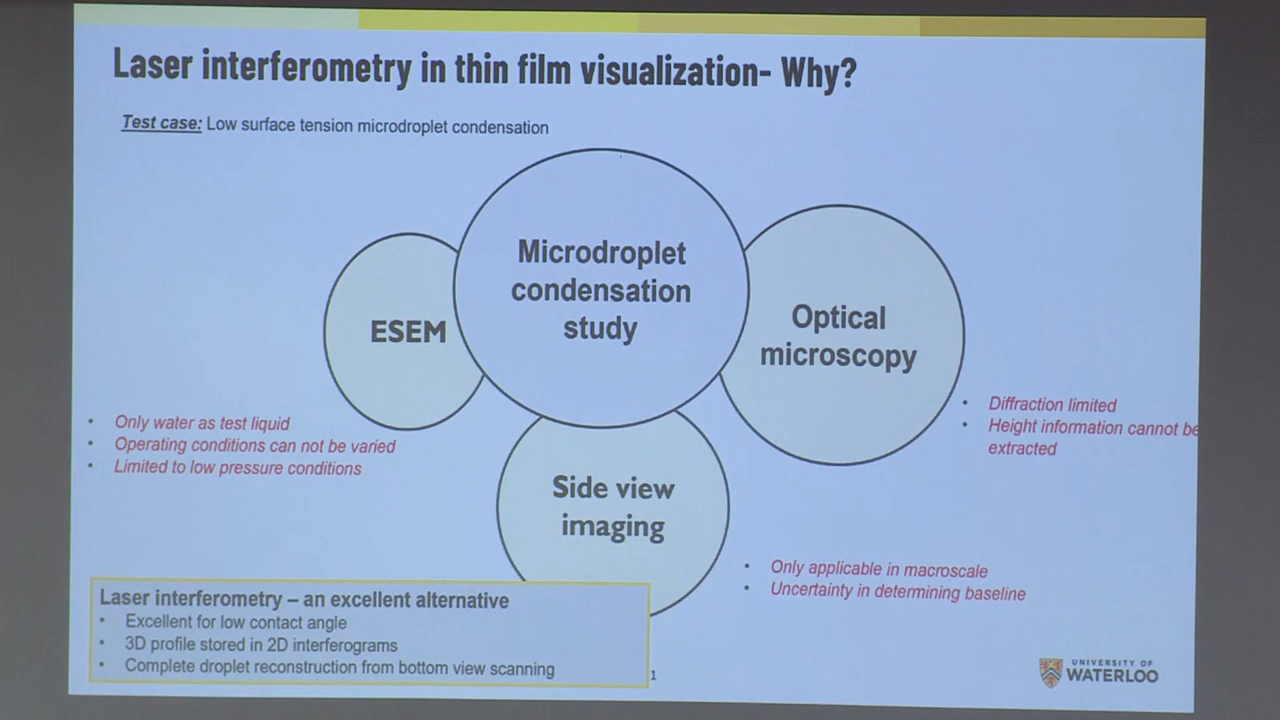 Laser interferometry in thin film visualization- Why?
Test case: Low surface tension microdroplet condensation
Microdroplet
condensation
study
ESEM
Optical
microscopy
Side view
imaging
• Only water as test liquid
• Operating conditions can not be varied
• Limited to low pressure conditions
• Diffraction limited
• Height information cannot be
extracted
• Only applicable in macroscale
• Uncertainty in determining baseline
Laser interferometry – an excellent alternative
• Excellent for low contact angle
• 3D profile stored in 2D interferograms
• Complete droplet reconstruction from bottom view scanning
1
UNIVERSITY OF
WATERLOO